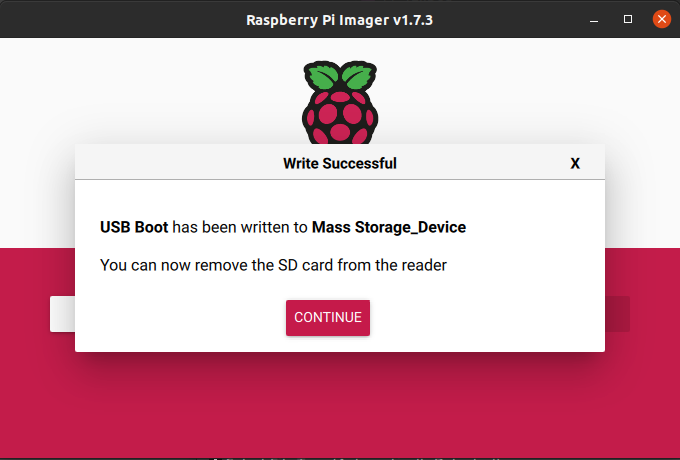 Raspberry Pi Imager v1.7.3
Write Successful
X
USB Boot has been written to Mass Storage_Device
You can now remove the SD card from the reader
CONTINUE